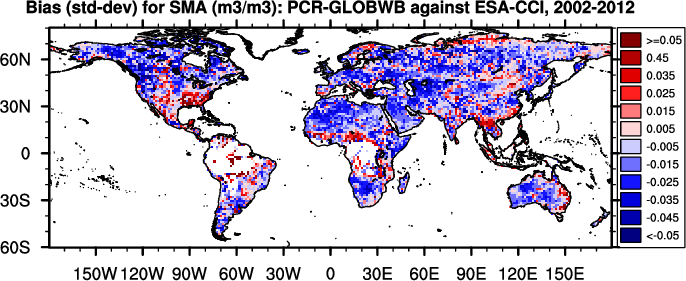 Bias (std-dev) for SMA (m3/m3): PCR-GLOBWB against ESA-CCI, 2002-2012
60N
30N
0
30S
60S
150W 120W 90W 60W 30W 0 30E 60E 90E 120E 150E
>=0.05
0.45
0.035
0.025
0.015
0.005
-0.005
-0.015
-0.025
-0.035
-0.045
<-0.05